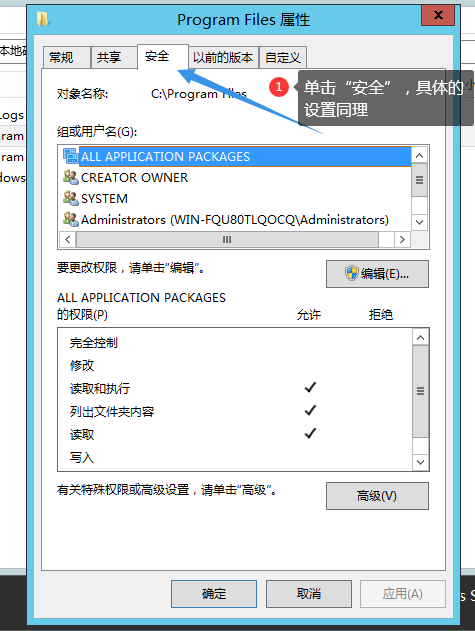 Program Files 属性
x
本地磁
常规
共享
安全
以前的版本
自定义
对象名称:
C:\Program Files
1
单击“安全”，具体的
设置同理
Logs
ram
ram
dows
组或用户名(G):
ALL APPLICATION PACKAGES
CREATOR OWNER
SYSTEM
Administrators (WIN-FQU80TLQOCQ\Administrators)
要更改权限，请单击“编辑”。
编辑(E)...
ALL APPLICATION PACKAGES
的权限(P)
允许
拒绝
完全控制
修改
读取和执行
列出文件夹内容
读取
写入
有关特殊权限或高级设置，请单击“高级”。
高级(V)
确定
取消
应用(A)
s S